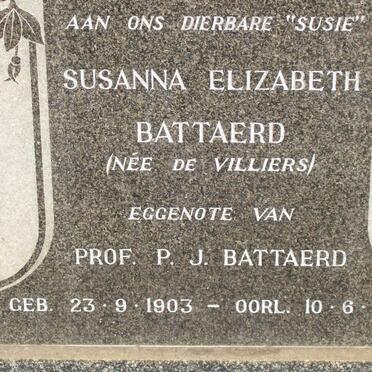 AAN ONS DIERBARE "SUSIE"
SUSANNA ELIZABETH
BATTAERD
(NÉE DE VILLIERS)
EGGENOTE VAN
PROF. P. J. BATTAERD
GEB. 23·9·1903 – OORL. 10·6·